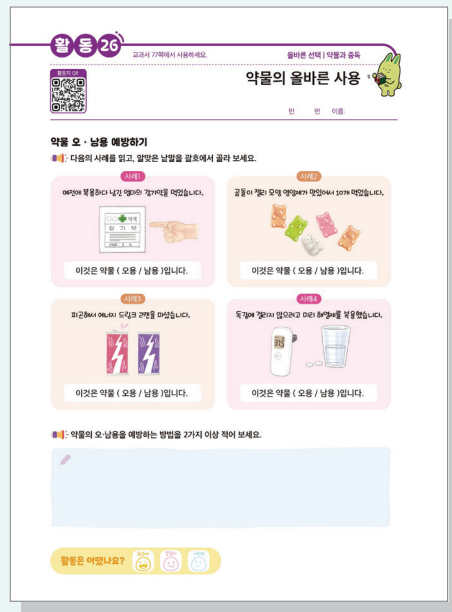 활동 26
교과서 77쪽에서 사용하세요.
올바른 선택 | 약물과 중독
활동지 QR
약물의 올바른 사용
반 번 이름:
약물 오·남용 예방하기
다음의 사례를 읽고, 알맞은 낱말을 괄호에서 골라 보세요.
사례1
예전에 복용하다 남긴 엄마의 감기약을 먹었습니다.
약국
감 기 약
이것은 약물 ( 오용 / 남용 )입니다.
사례2
곰돌이 젤리 모양 영양제가 맛있어서 10개 먹었습니다.
이것은 약물 ( 오용 / 남용 )입니다.
사례3
피곤해서 에너지 드링크 2캔을 마셨습니다.
이것은 약물 ( 오용 / 남용 )입니다.
사례4
독감에 걸리지 않으려고 미리 해열제를 복용했습니다.
이것은 약물 ( 오용 / 남용 )입니다.
약물의 오·남용을 예방하는 방법을 2가지 이상 적어 보세요.
활동은 어땠나요?